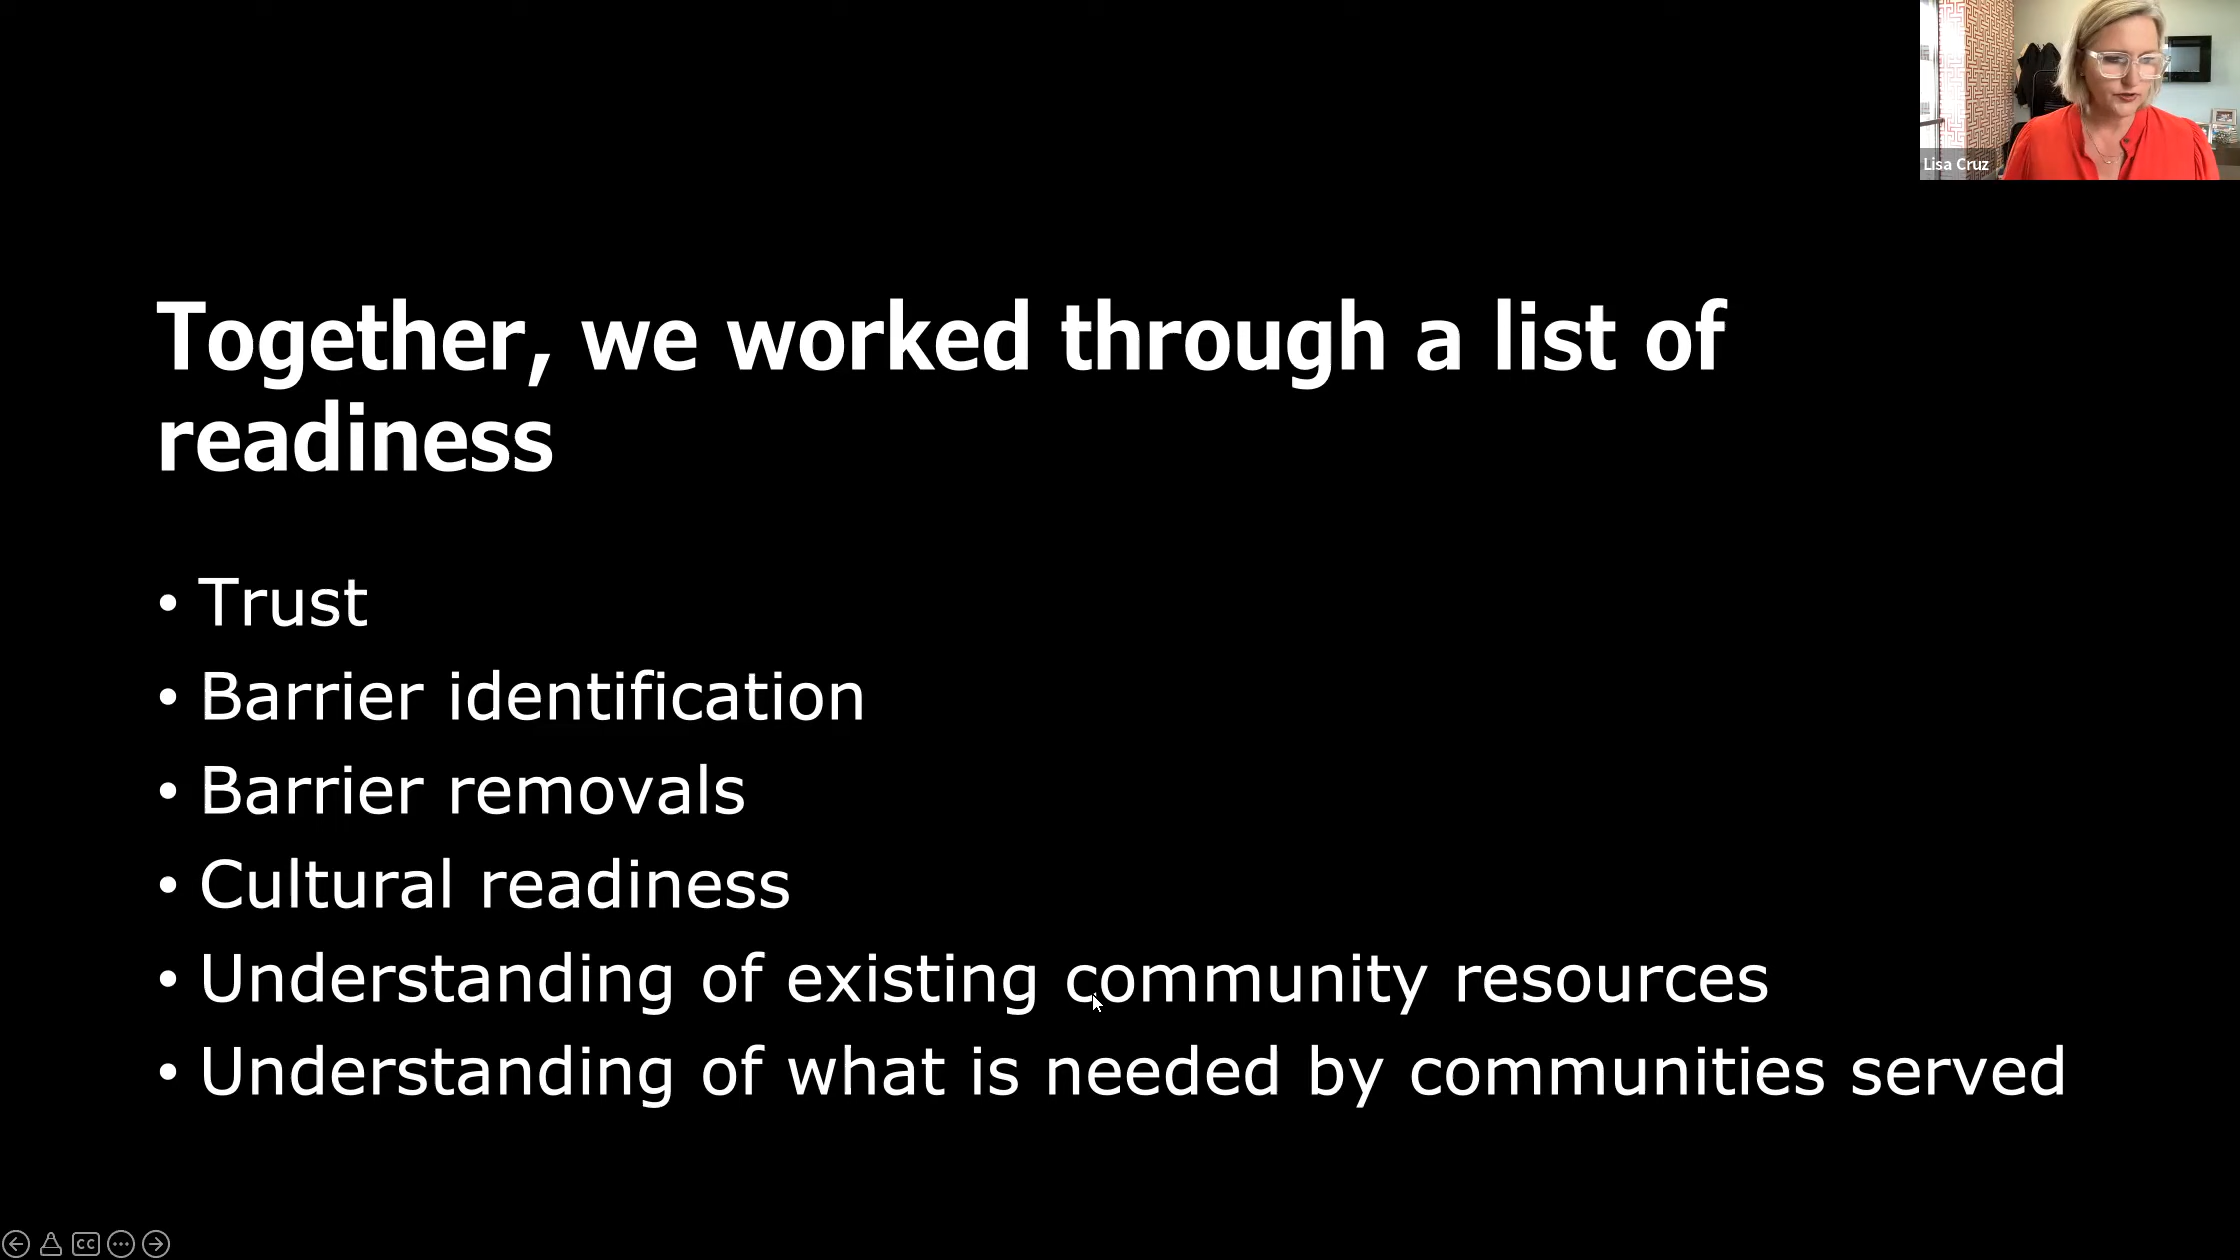 Lisa Cruz
Together, we worked through a list of
readiness
• Trust
• Barrier identification
• Barrier removals
• Cultural readiness
• Understanding of existing community resources
• Understanding of what is needed by communities served
CC